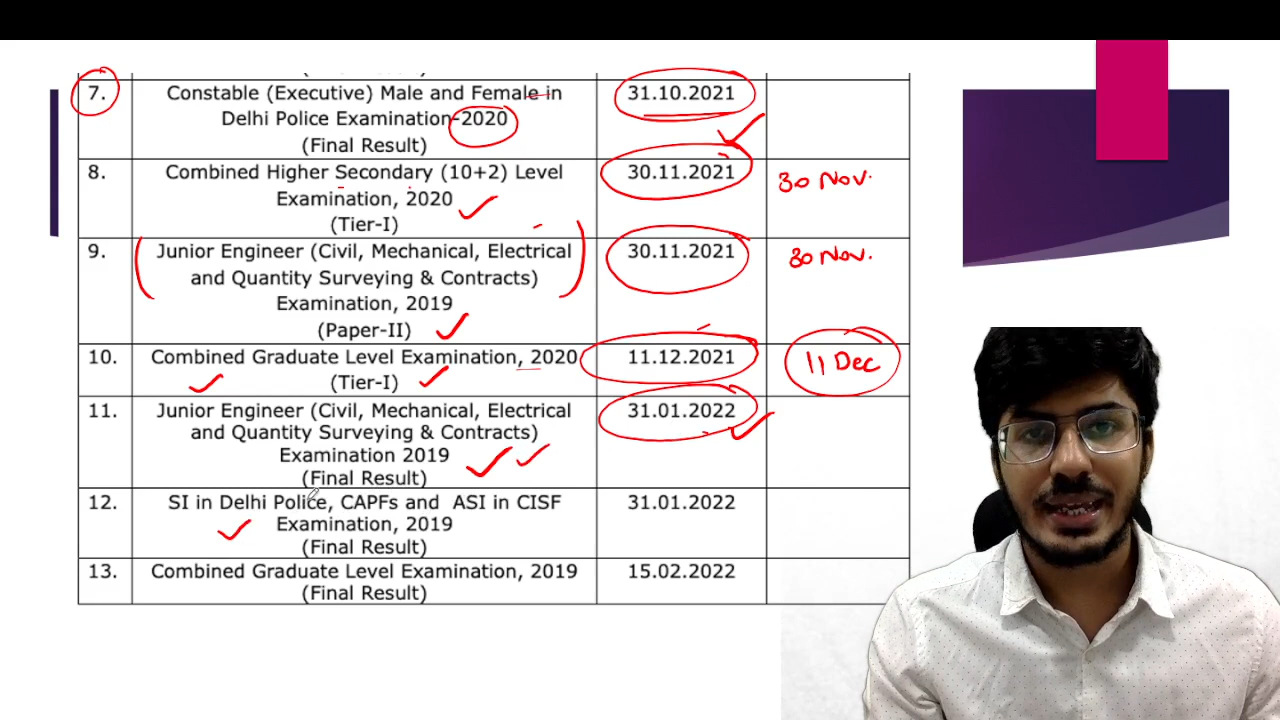 7. Constable (Executive) Male and Female in 31.10.2021
Delhi Police Examination-2020
(Final Result)
8. Combined Higher Secondary (10+2) Level 30.11.2021 30 Nov.
Examination, 2020
(Tier-I)
9. Junior Engineer (Civil, Mechanical, Electrical 30.11.2021 30 Nov.
and Quantity Surveying & Contracts)
Examination, 2019
(Paper-II)
10. Combined Graduate Level Examination, 2020 11.12.2021 11 Dec
(Tier-I)
11. Junior Engineer (Civil, Mechanical, Electrical 31.01.2022
and Quantity Surveying & Contracts)
Examination 2019
(Final Result)
12. SI in Delhi Police, CAPFs and ASI in CISF 31.01.2022
Examination, 2019
(Final Result)
13. Combined Graduate Level Examination, 2019 15.02.2022
(Final Result)